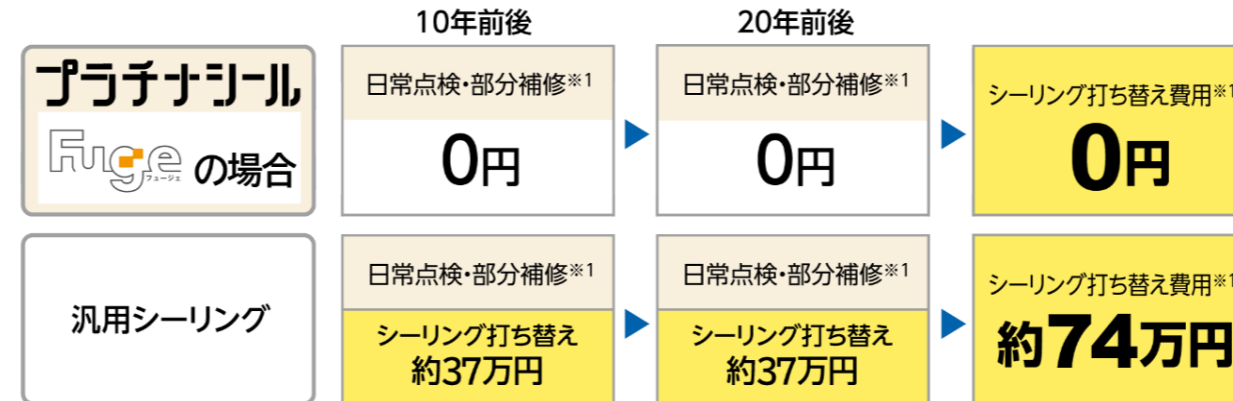 10年前後
20年前後
プラチナシール
Fuge
フュージェ
の場合
日常点検・部分補修※1
0円
日常点検・部分補修※1
0円
シーリング打ち替え費用※1
0円
汎用シーリング
日常点検・部分補修※1
シーリング打ち替え
約37万円
日常点検・部分補修※1
シーリング打ち替え
約37万円
シーリング打ち替え費用※1
約74万円